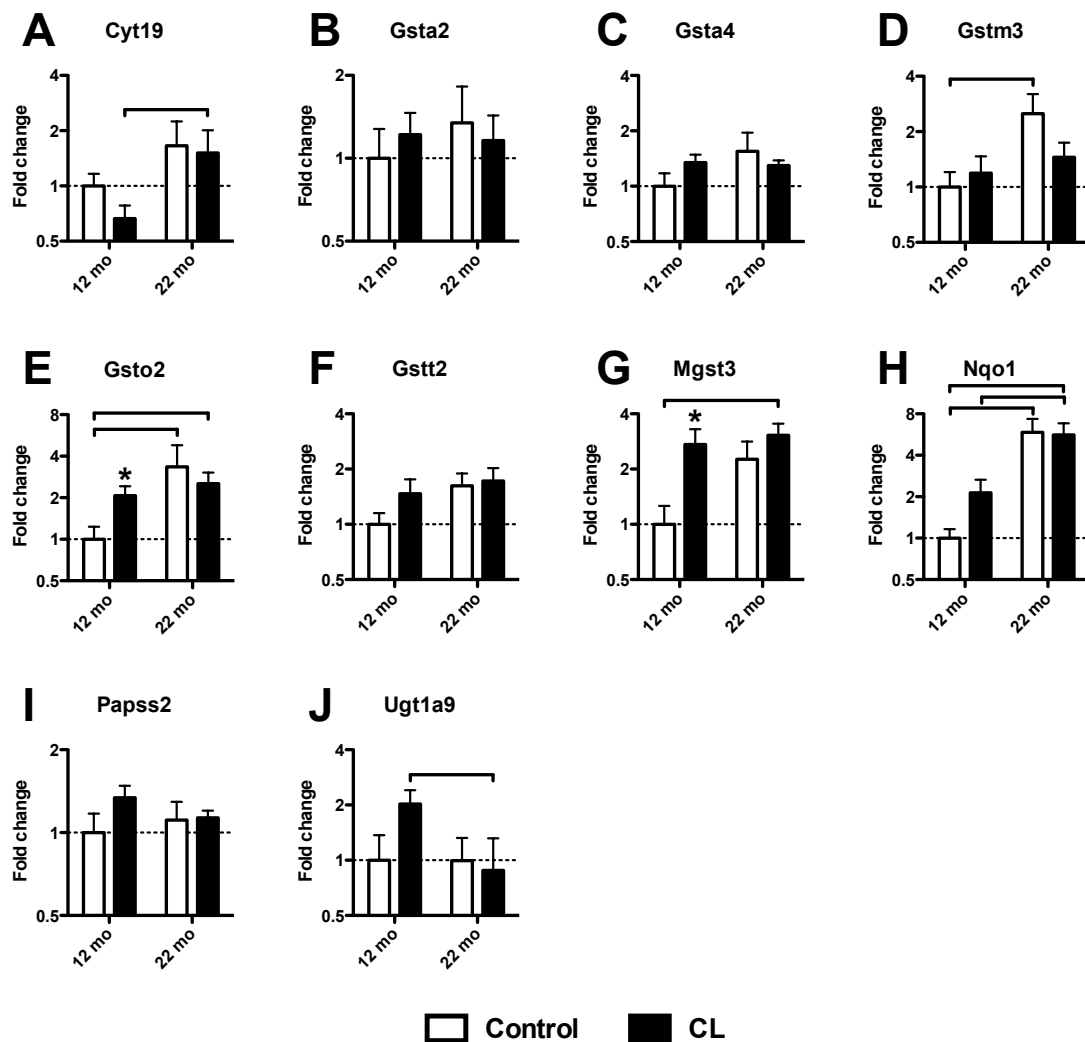 A Cyt19
Fold change
4
2
1
0.5
12 mo
22 mo
B Gsta2
Fold change
2
1
0.5
12 mo
22 mo
C Gsta4
Fold change
4
2
1
0.5
12 mo
22 mo
D Gstm3
Fold change
4
2
1
0.5
12 mo
22 mo
E Gsto2
Fold change
8
4
2
1
0.5
*
12 mo
22 mo
F Gstt2
Fold change
4
2
1
0.5
12 mo
22 mo
G Mgst3
Fold change
4
2
1
0.5
*
12 mo
22 mo
H Nqo1
Fold change
8
4
2
1
0.5
12 mo
22 mo
I Papss2
Fold change
2
1
0.5
12 mo
22 mo
J Ugt1a9
Fold change
4
2
1
0.5
12 mo
22 mo
Control CL